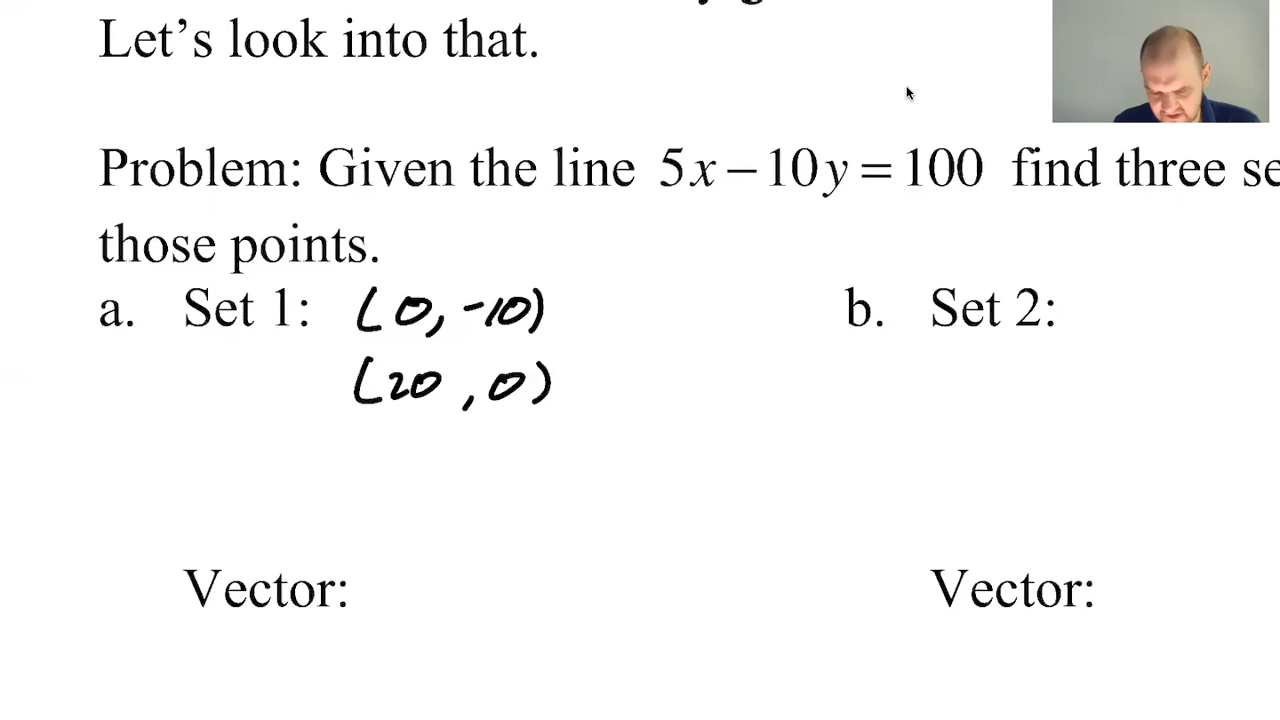 Let’s look into that.
Problem: Given the line 5x − 10y = 100 find three
those points.
a. Set 1: (0, -10)
(20, 0)
b. Set 2:
Vector:
Vector: